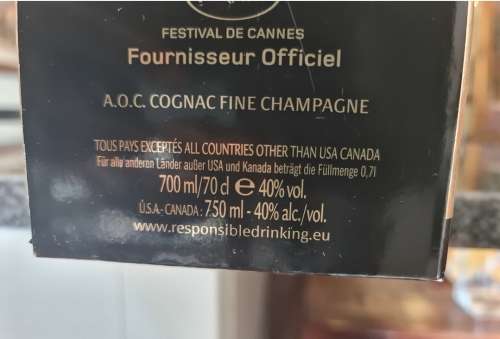 FESTIVAL DE CANNES
Fournisseur Officiel
A.O.C. COGNAC FINE CHAMPAGNE
TOUS PAYS EXCEPTÉS ALL COUNTRIES OTHER THAN USA CANADA
Für alle anderen Länder außer USA und Kanada beträgt die Füllmenge 0,7l
700 ml/70 cl e 40% vol.
U.S.A.- CANADA : 750 ml - 40% alc./vol.
www.responsibledrinking.eu